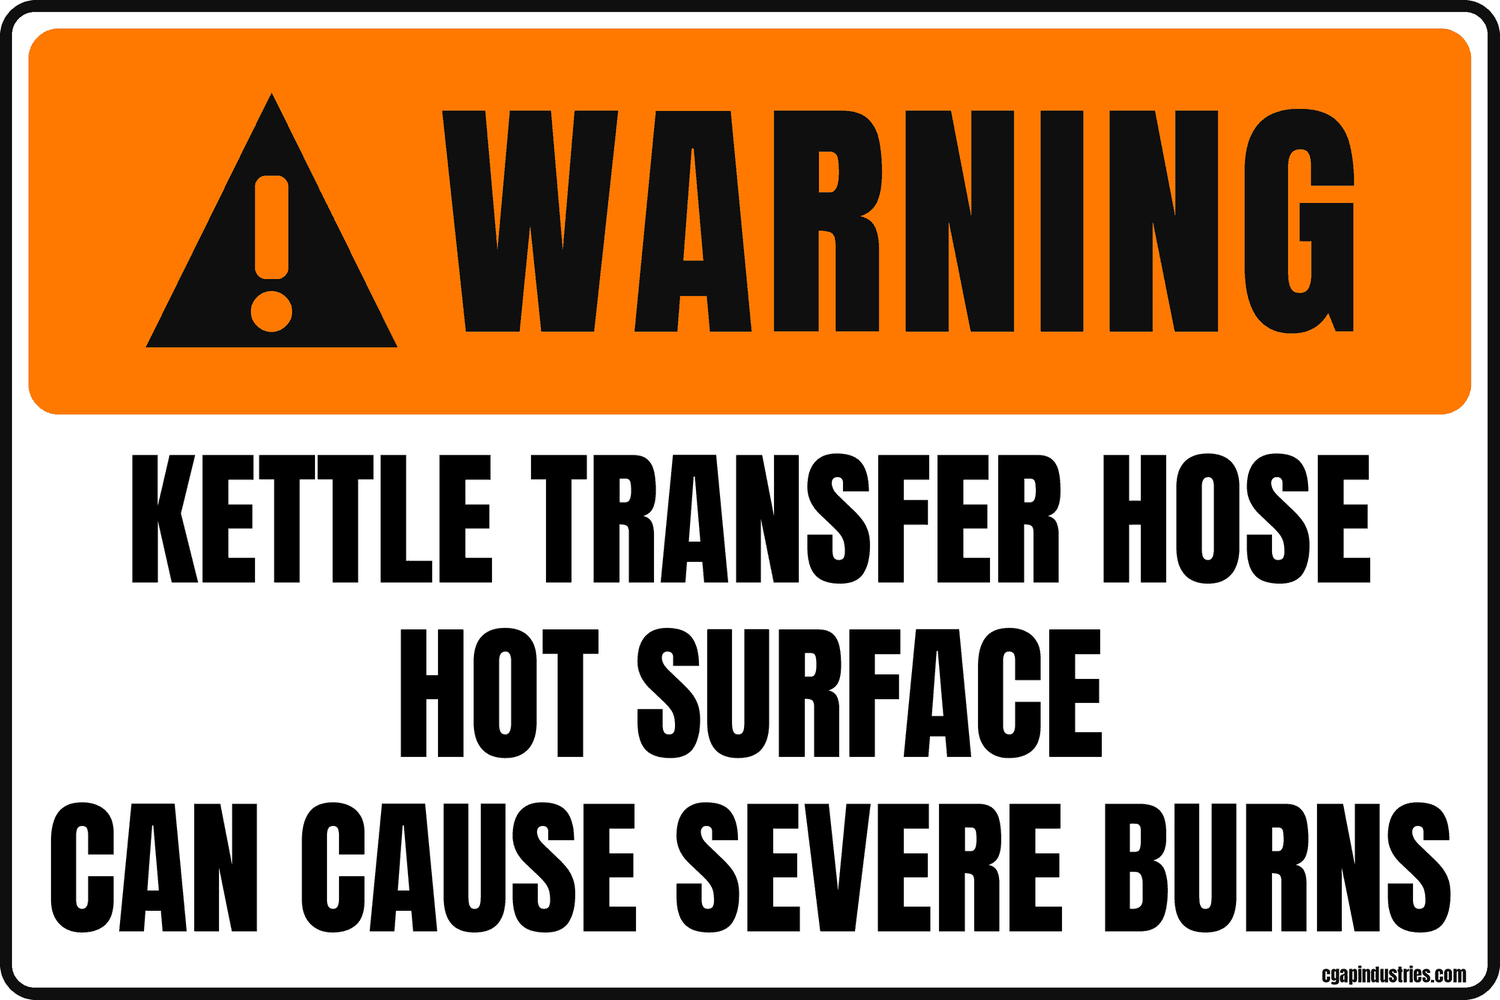 WARNING
KETTLE TRANSFER HOSE
HOT SURFACE
CAN CAUSE SEVERE BURNS
cgapindustries.com